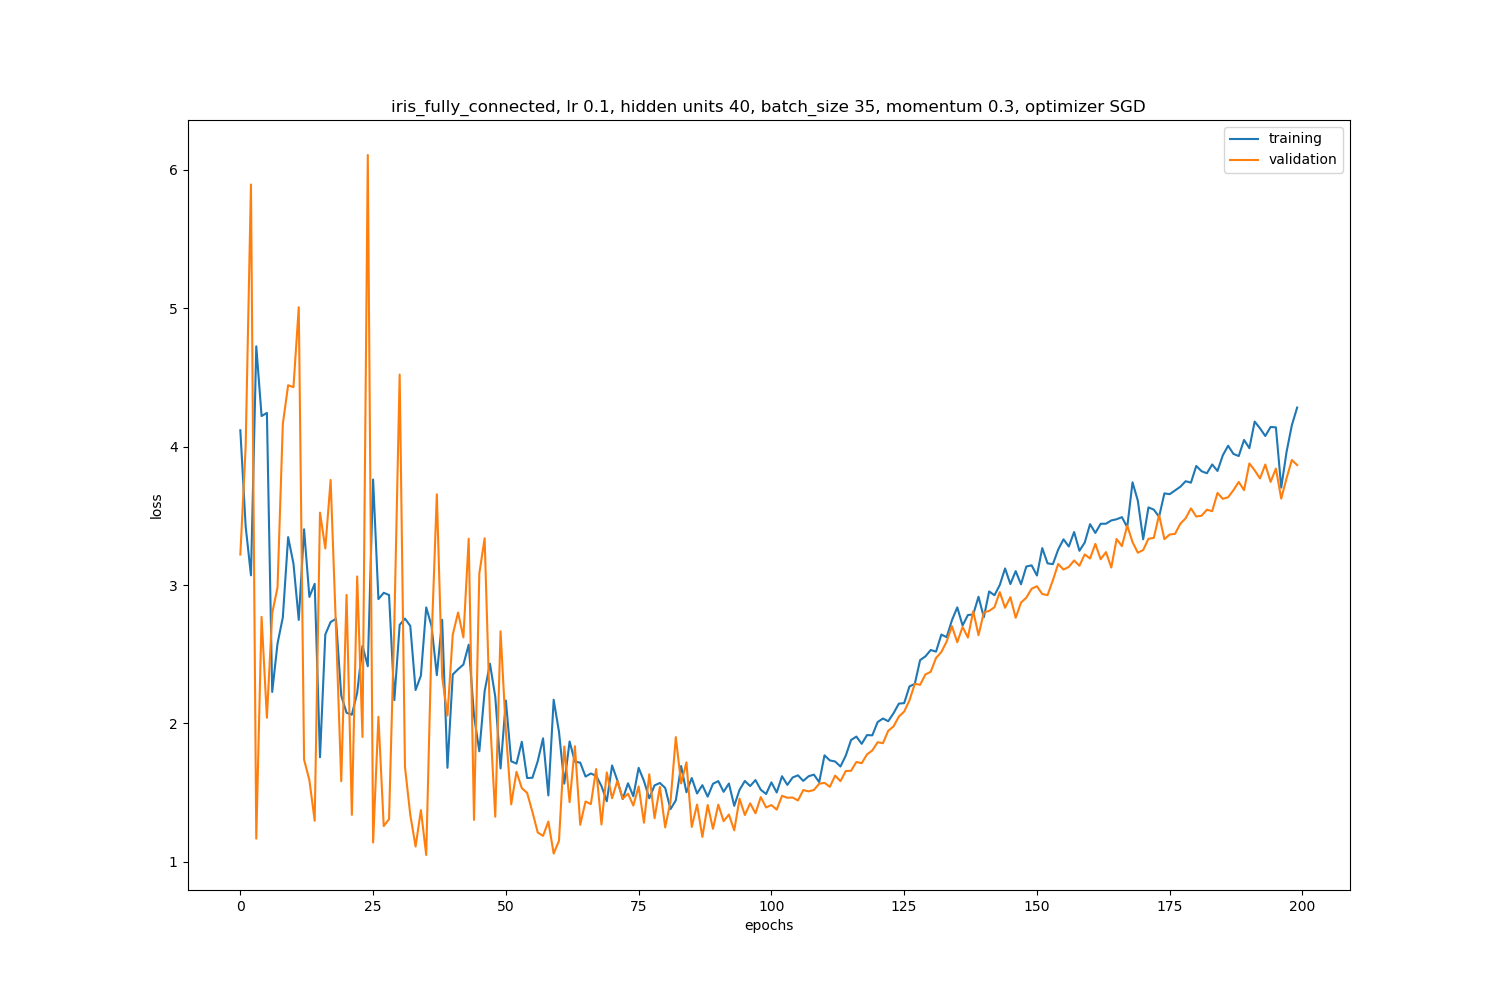 iris_fully_connected, lr 0.1, hidden units 40, batch_size 35, momentum 0.3, optimizer SGD
training
validation
6
5
4
3
2
1
loss
0 25 50 75 100 125 150 175 200
epochs